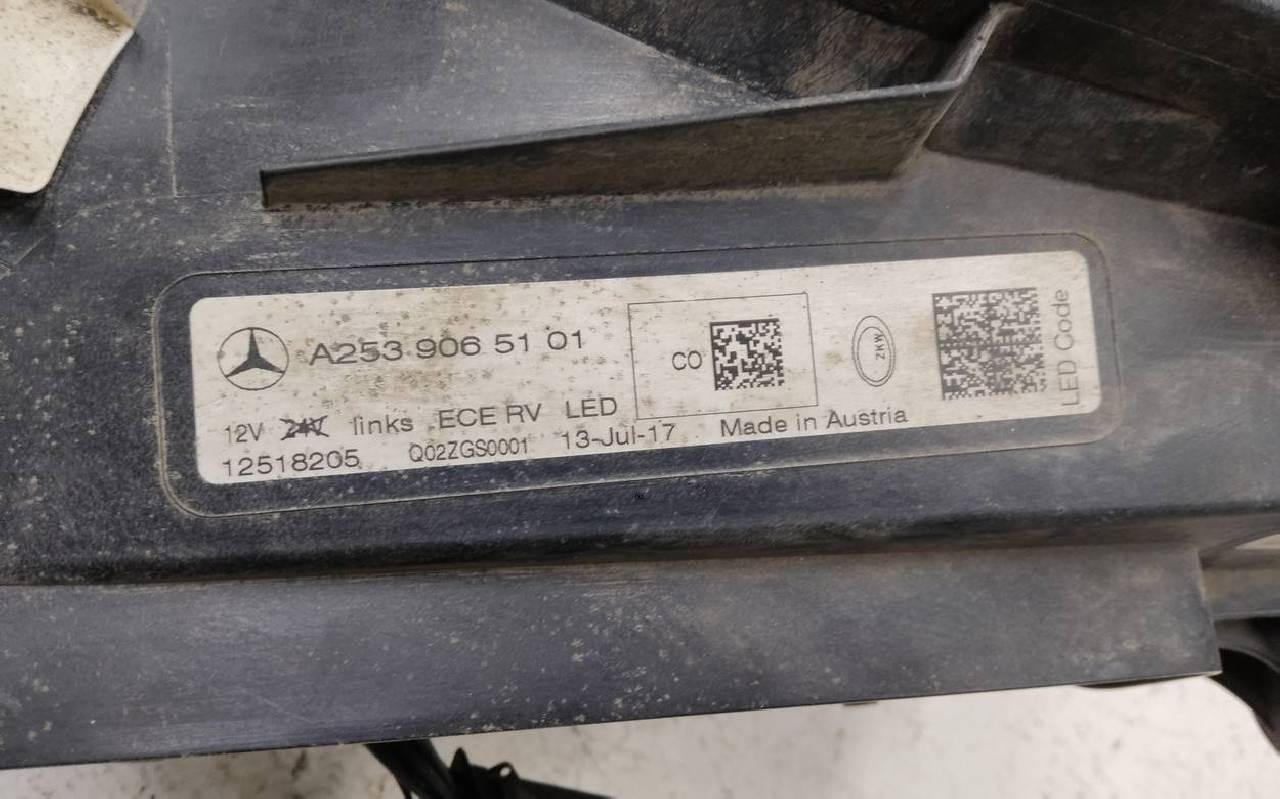 A253 906 51 01
CO
ZKW
LED Code
12V 24V links ECE RV LED
12518205 Q02ZGS0001 13-Jul-17 Made in Austria